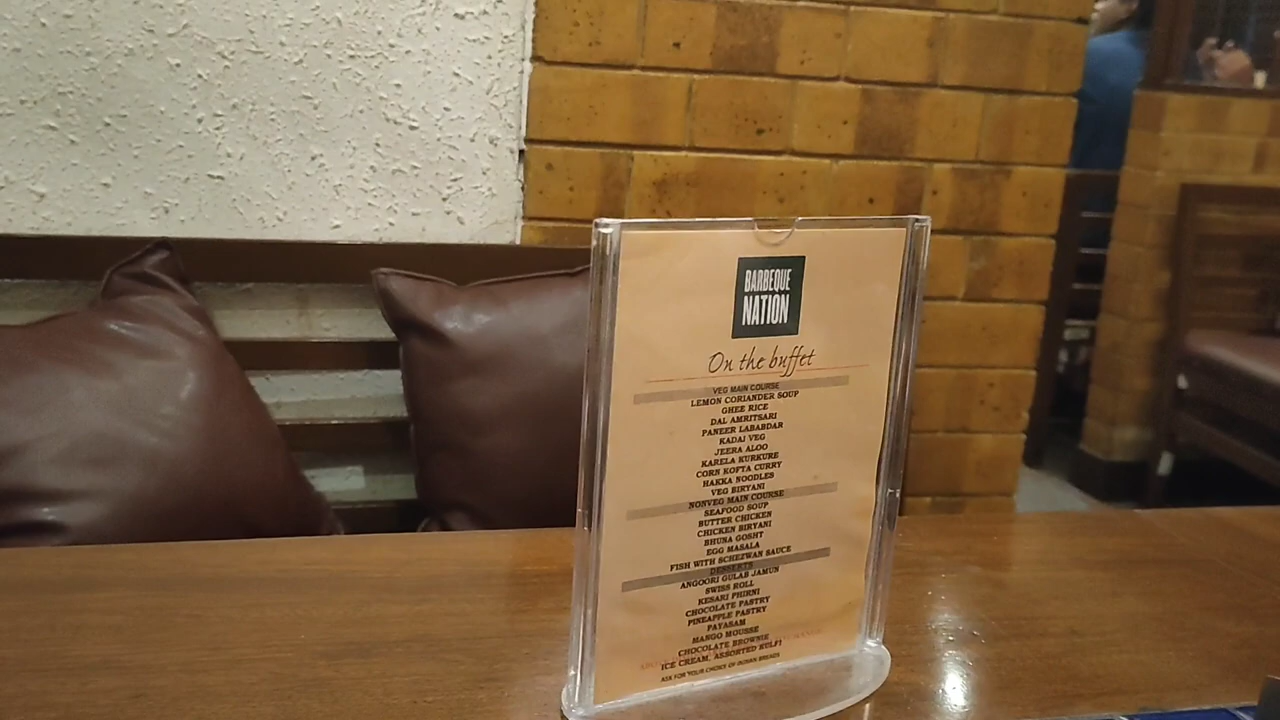 BARBEQUE
NATION
On the buffet
VEG MAIN COURSE
LEMON CORIANDER SOUP
GHEE RICE
DAL AMRITSARI
PANEER LABABDAR
KADAI VEG
JEERA ALOO
KARELA KURKURE
CORN KOFTA CURRY
HAKKA NOODLES
VEG BIRYANI
NONVEG MAIN COURSE
SEAFOOD SOUP
BUTTER CHICKEN
CHICKEN BIRYANI
BHUNA GOSHT
EGG MASALA
FISH WITH SCHEZWAN SAUCE
DESSERTS
ANGOORI GULAB JAMUN
SWISS ROLL
KESARI PHIRNI
CHOCOLATE PASTRY
PINEAPPLE PASTRY
PAYASAM
MANGO MOUSSE
CHOCOLATE BROWNIE
ICE CREAM, ASSORTED KULFI
ASK FOR YOUR CHOICE OF INDIAN BREADS